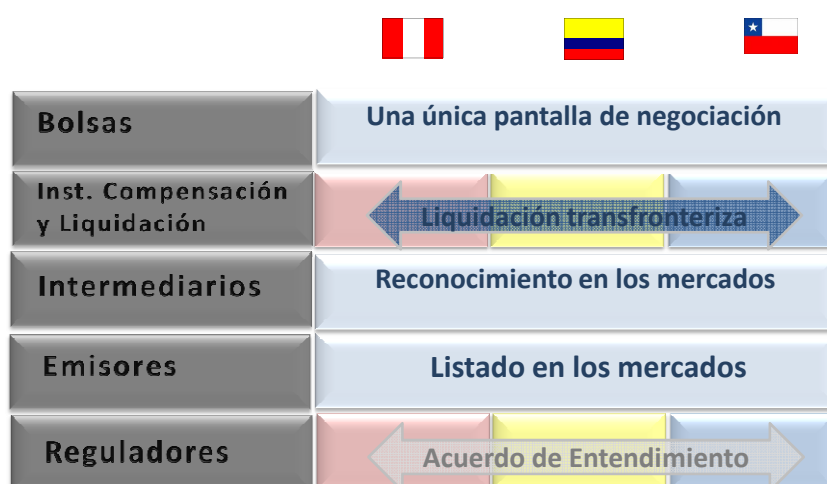 Bolsas
Una única pantalla de negociación
Inst. Compensación
y Liquidación
Liquidación transfronteriza
Intermediarios
Reconocimiento en los mercados
Emisores
Listado en los mercados
Reguladores
Acuerdo de Entendimiento